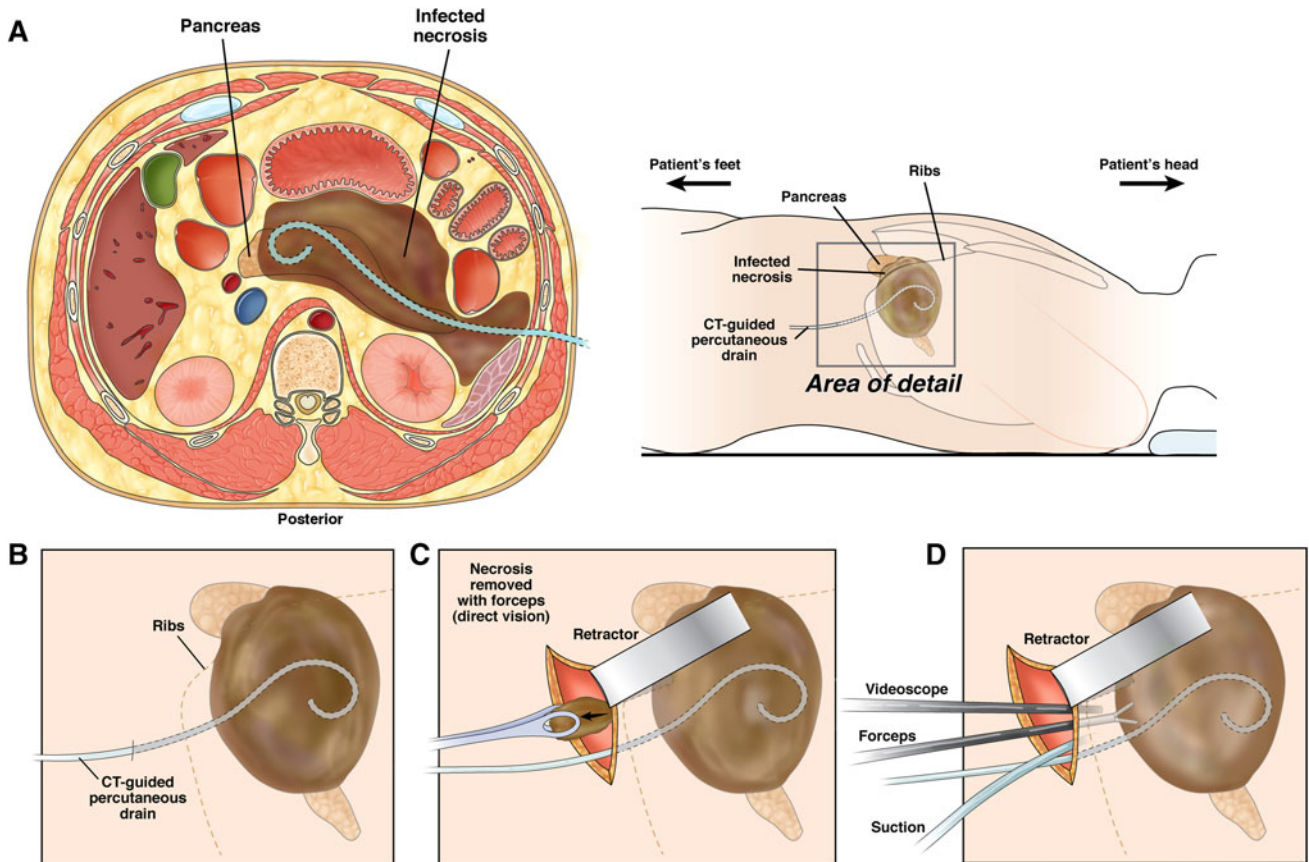 A
Pancreas
Infected
necrosis
Posterior
Patient's feet
Patient's head
Ribs
Pancreas
Infected
necrosis
CT-guided
percutaneous
drain
Area of detail
B
Ribs
CT-guided
percutaneous
drain
C
Necrosis
removed
with forceps
(direct vision)
Retractor
D
Retractor
Videoscope
Forceps
Suction